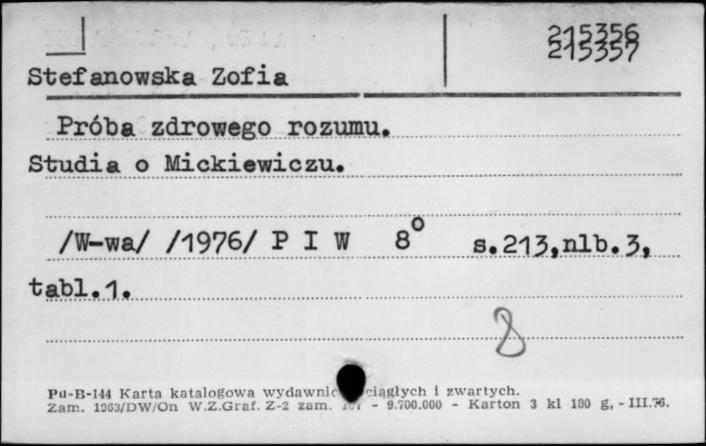 215356
215357
Stefanowska Zofia
Próba zdrowego rozumu.
Studia o Mickiewiczu.
/W-wa/ /1976/ P I W 8° s.213,nlb.3,
tabl.1.
8
Pu-B-144 Karta katalogowa wydawnic ciągłych i zwartych.
Zam. 1963/DW/On W.Z.Graf. Z-2 zam. - 9.700.000 - Karton 3 kl 180 g, - III.76.